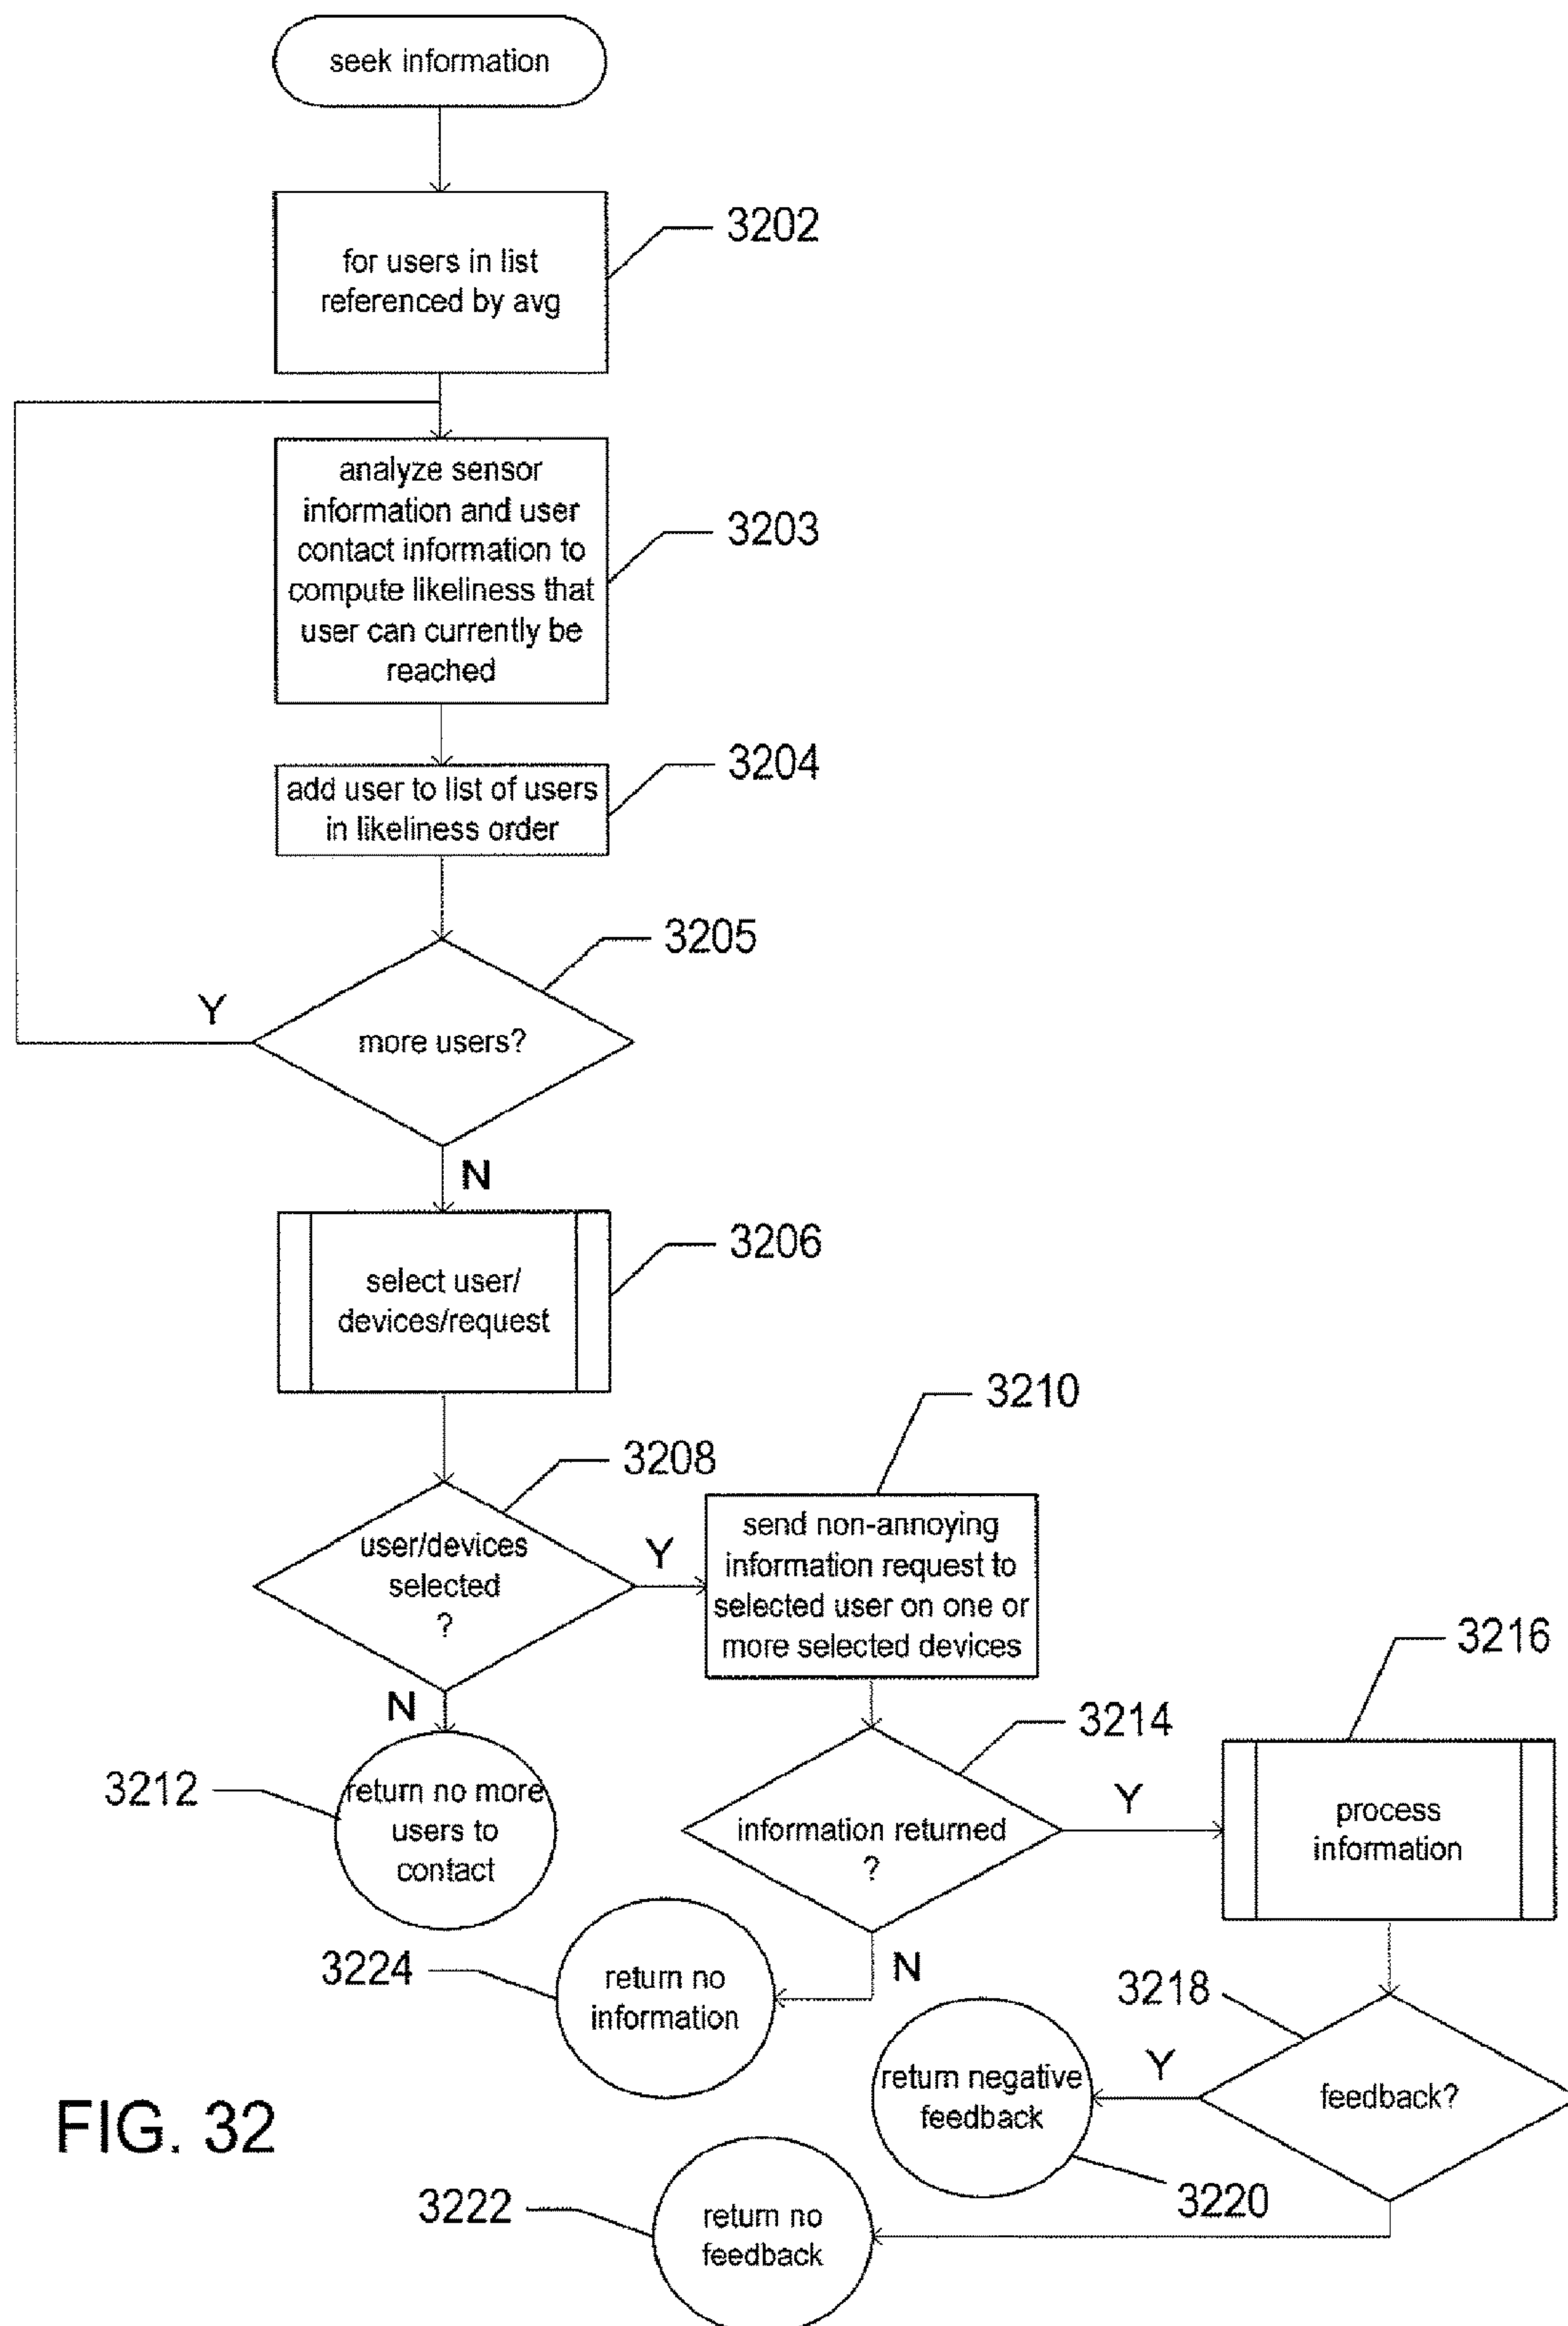 seek information
3202
for users in list
referenced by avg
analyze sensor
information and user
contact information to
compute likeliness that
user can currently be
reached
3203
3204
add user to list of users
in likeliness order
3205
Y
more users?
N
3206
select user/
devices/request
3210
3208
user/devices
selected
?
Y
send non-annoying
information request to
selected user on one or
more selected devices
N
3216
3214
3212
return no more
users to
contact
information returned
?
Y
process
information
N
3224
return no
information
3218
return negative
feedback
Y
feedback?
FIG. 32
3220
3222
return no
feedback